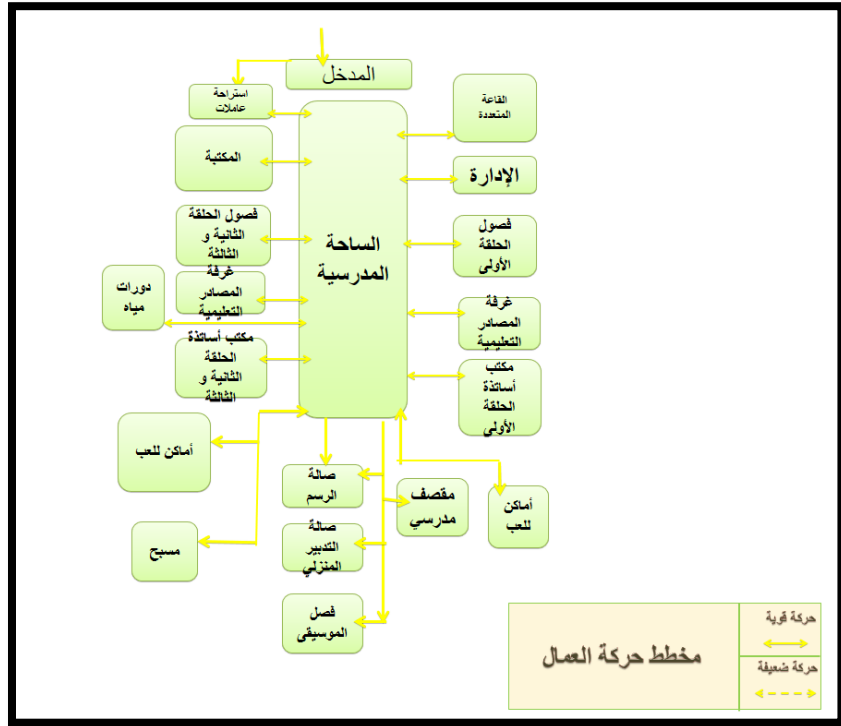 المدخل
استراحة
عاملات
القاعة
المتعددة
المكتبة
الإدارة
الساحة
المدرسية
فصول الحلقة
الثانية و
الثالثة
فصول
الحلقة
الأولى
دورات
مياه
غرفة
المصادر
التعليمية
غرفة
المصادر
التعليمية
مكتب أساتذة
الحلقة
الثانية و
الثالثة
مكتب
أساتذة
الحلقة
الأولى
أماكن للعب
صالة
الرسم
مقصف
مدرسي
أماكن
للعب
مسبح
صالة
التدبير
المنزلي
فصل
الموسيقى
مخطط حركة العمال
حركة قوية
حركة ضعيفة